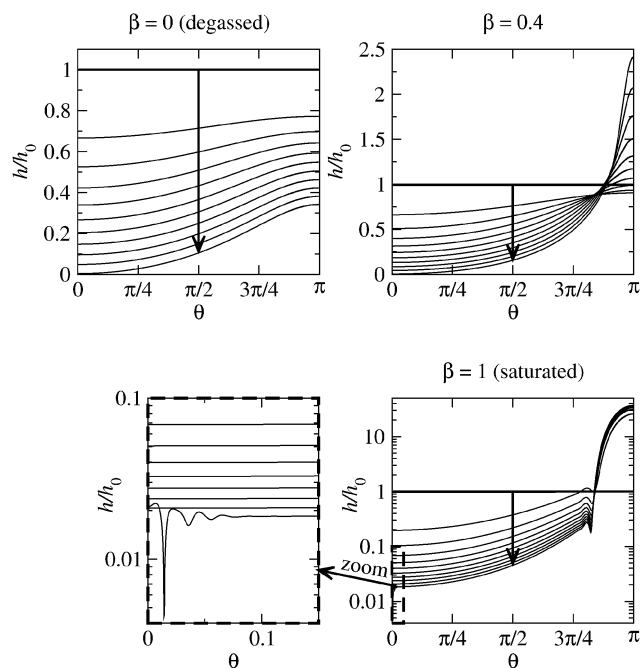 β = 0 (degassed)
1
0.8
0.6
0.4
0.2
0
h/h0
0 π/4 π/2 3π/4 π
θ
β = 0.4
2.5
2
1.5
1
0.5
0
h/h0
0 π/4 π/2 3π/4 π
θ
0.1
0.01
h/h0
0 0.1
θ
zoom
β = 1 (saturated)
10
1
0.1
0.01
h/h0
0 π/4 π/2 3π/4 π
θ